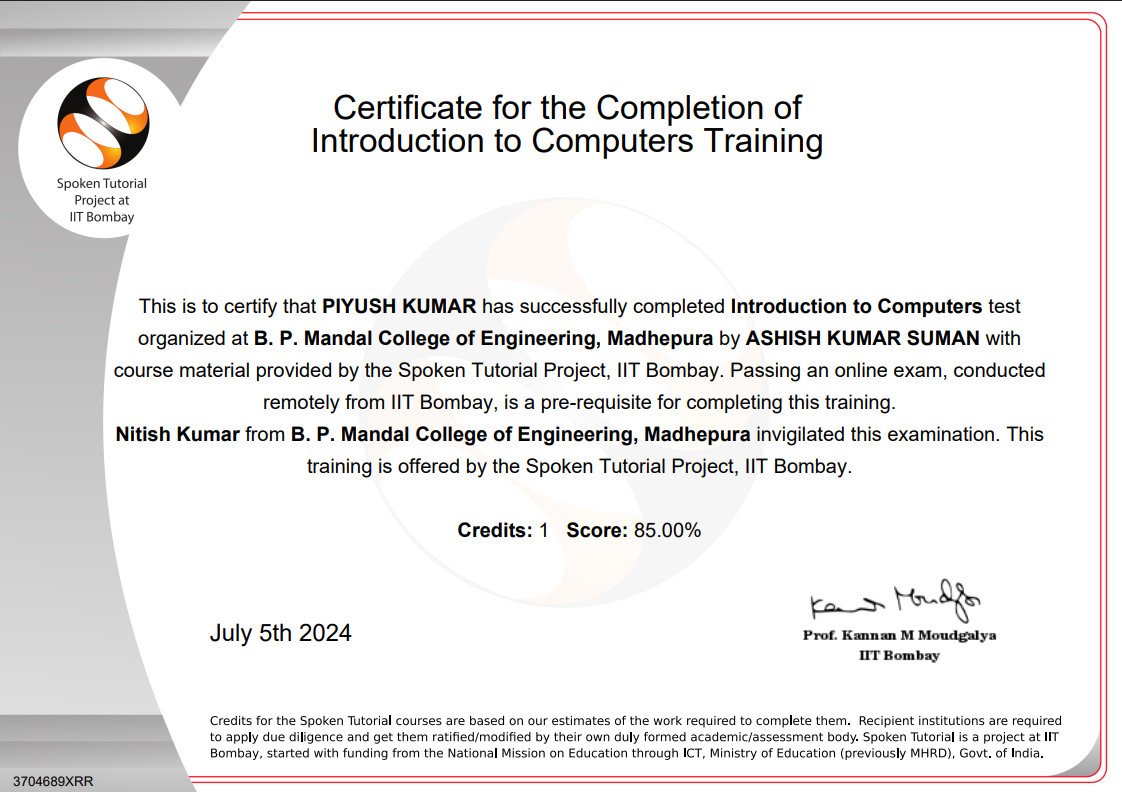 Certificate for the Completion of
Introduction to Computers Training
Spoken Tutorial
Project at
IIT Bombay
This is to certify that PIYUSH KUMAR has successfully completed Introduction to Computers test
organized at B. P. Mandal College of Engineering, Madhepura by ASHISH KUMAR SUMAN with
course material provided by the Spoken Tutorial Project, IIT Bombay. Passing an online exam, conducted
remotely from IIT Bombay, is a pre-requisite for completing this training.
Nitish Kumar from B. P. Mandal College of Engineering, Madhepura invigilated this examination. This
training is offered by the Spoken Tutorial Project, IIT Bombay.
Credits: 1 Score: 85.00%
July 5th 2024
Prof. Kannan M Moudgalya
IIT Bombay
Credits for the Spoken Tutorial courses are based on our estimates of the work required to complete them. Recipient institutions are required
to apply due diligence and get them ratified/modified by their own duly formed academic/assessment body. Spoken Tutorial is a project at IIT
Bombay, started with funding from the National Mission on Education through ICT, Ministry of Education (previously MHRD), Govt. of India.
3704689XRR